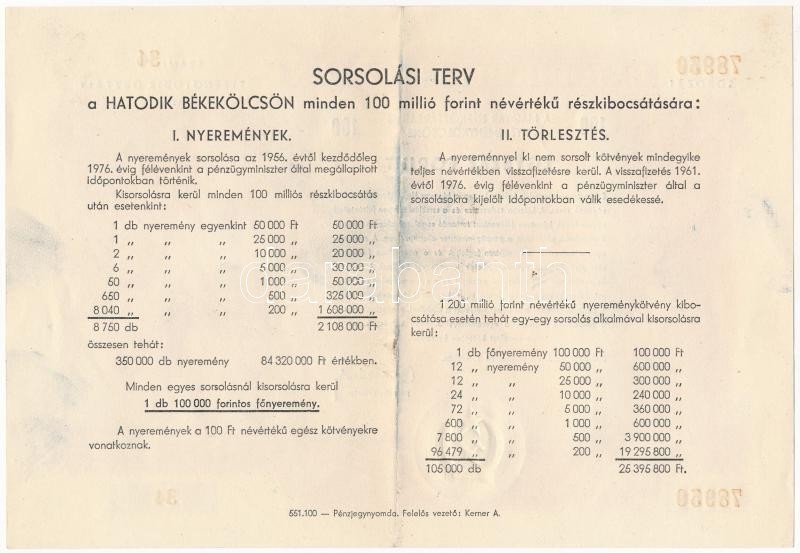 78950
SORSOLÁSI TERV
a HATODIK BÉKEKÖLCSÖN minden 100 millió forint névértékű részkibocsátására:
I. NYEREMÉNYEK.
A nyeremények sorsolása az 1956. évtől kezdődőleg
1976. évig félévenkint a pénzügyminiszter által megállapított
időpontokban történik.
Kisorsolásra kerül minden 100 milliós részkibocsátás
után esetenkint:
1 db nyeremény egyenkint 50 000 Ft 50 000 Ft
1 „ „ „ 25 000 „ 25 000 „
2 „ „ „ 10 000 „ 20 000 „
6 „ „ „ 5 000 „ 30 000 „
50 „ „ „ 1 000 „ 50 000 „
650 „ „ „ 500 „ 325 000 „
8 040 „ „ „ 200 „ 1 608 000 „
8 750 db 2 108 000 Ft
összesen tehát:
350 000 db nyeremény 84 320 000 Ft értékben.
Minden egyes sorsolásnál kisorsolásra kerül
1 db 100 000 forintos főnyeremény.
A nyeremények a 100 Ft névértékű egész kötvényekre
vonatkoznak.
II. TÖRLESZTÉS.
A nyereménnyel ki nem sorsolt kötvények mindegyike
teljes névértékben visszafizetésre kerül. A visszafizetés 1961.
évtől 1976. évig félévenkint a pénzügyminiszter által a
sorsolásokra kijelölt időpontokban válik esedékessé.
1 200 millió forint névértékű nyereménykötvény kibo-
csátása esetén tehát egy-egy sorsolás alkalmával kisorsolásra
kerül:
1 db főnyeremény 100 000 Ft 100 000 Ft
12 „ nyeremény 50 000 „ 600 000 „
12 „ „ 25 000 „ 300 000 „
24 „ „ 10 000 „ 240 000 „
72 „ „ 5 000 „ 360 000 „
600 „ „ 1 000 „ 600 000 „
7 800 „ „ 500 „ 3 900 000 „
96 479 „ „ 200 „ 19 295 800 „
105 000 db 25 395 800 Ft.
darabanth
551.100 — Pénzjegynyomda. Felelős vezető: Kerner A.
78950